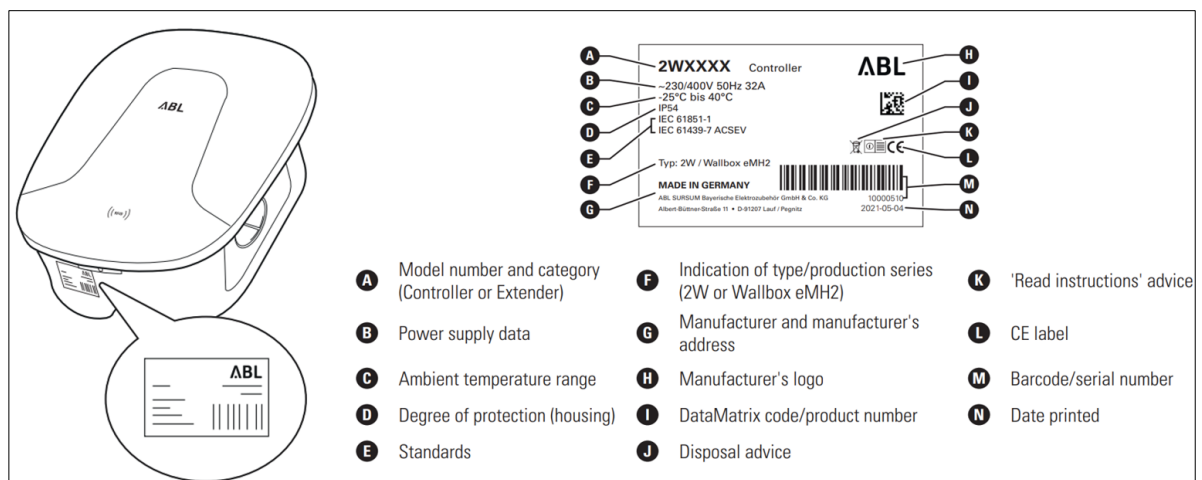 ABL
ABL
A
B
C
D
E
F
G
2WXXXX Controller
~230/400V 50Hz 32A
-25°C bis 40°C
IP54
IEC 61851-1
IEC 61439-7 ACSEV
Typ: 2W / Wallbox eMH2
MADE IN GERMANY
ABL SURSUM Bayerische Elektrozubehör GmbH & Co. KG
Albert-Büttner-Straße 11 • D-91207 Lauf / Pegnitz
ABL
10000510
2021-05-04
H
I
J
K
L
M
N
A Model number and category
(Controller or Extender)
B Power supply data
C Ambient temperature range
D Degree of protection (housing)
E Standards
F Indication of type/production series
(2W or Wallbox eMH2)
G Manufacturer and manufacturer's
address
H Manufacturer's logo
I DataMatrix code/product number
J Disposal advice
K 'Read instructions' advice
L CE label
M Barcode/serial number
N Date printed